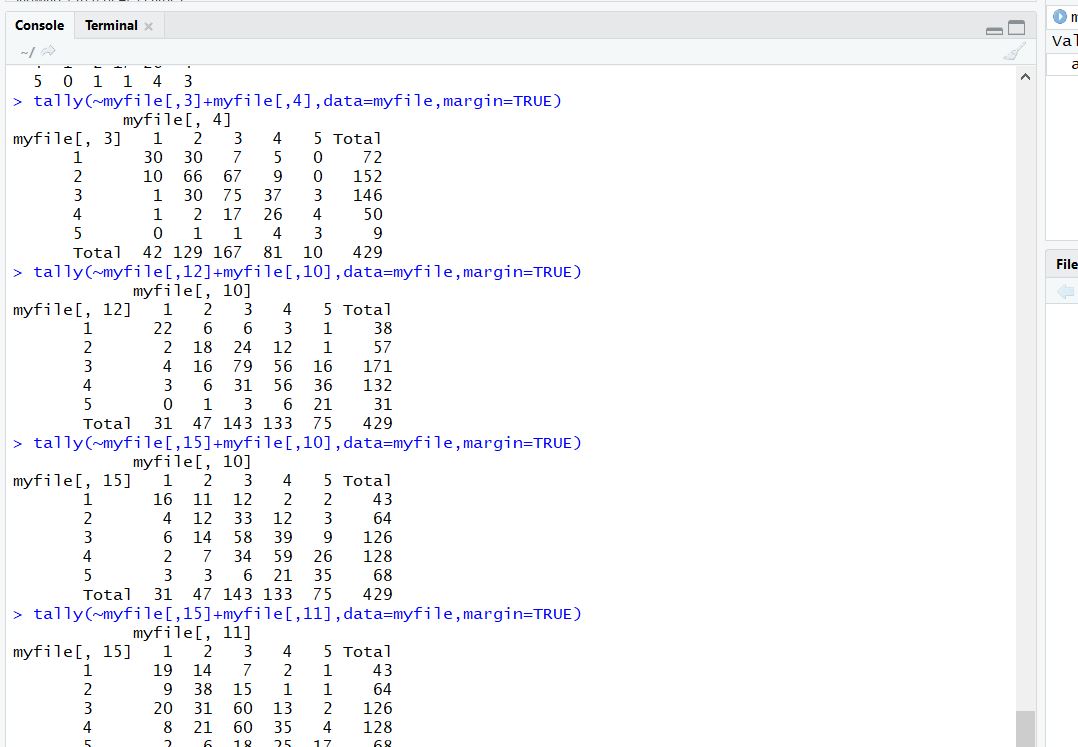 Console Terminal
~/
5 0 1 1 4 3
> tally(~myfile[,3]+myfile[,4],data=myfile,margin=TRUE)
myfile[, 4]
myfile[, 3] 1 2 3 4 5 Total
1 30 30 7 5 0 72
2 10 66 67 9 0 152
3 1 30 75 37 3 146
4 1 2 17 26 4 50
5 0 1 1 4 3 9
Total 42 129 167 81 10 429
> tally(~myfile[,12]+myfile[,10],data=myfile,margin=TRUE)
myfile[, 10]
myfile[, 12] 1 2 3 4 5 Total
1 22 6 6 3 1 38
2 2 18 24 12 1 57
3 4 16 79 56 16 171
4 3 6 31 56 36 132
5 0 1 3 6 21 31
Total 31 47 143 133 75 429
> tally(~myfile[,15]+myfile[,10],data=myfile,margin=TRUE)
myfile[, 10]
myfile[, 15] 1 2 3 4 5 Total
1 16 11 12 2 2 43
2 4 12 33 12 3 64
3 6 14 58 39 9 126
4 2 7 34 59 26 128
5 3 3 6 21 35 68
Total 31 47 143 133 75 429
> tally(~myfile[,15]+myfile[,11],data=myfile,margin=TRUE)
myfile[, 11]
myfile[, 15] 1 2 3 4 5 Total
1 19 14 7 2 1 43
2 9 38 15 1 1 64
3 20 31 60 13 2 126
4 8 21 60 35 4 128
5 2 6 18 25 17 68
m
Val
a
File